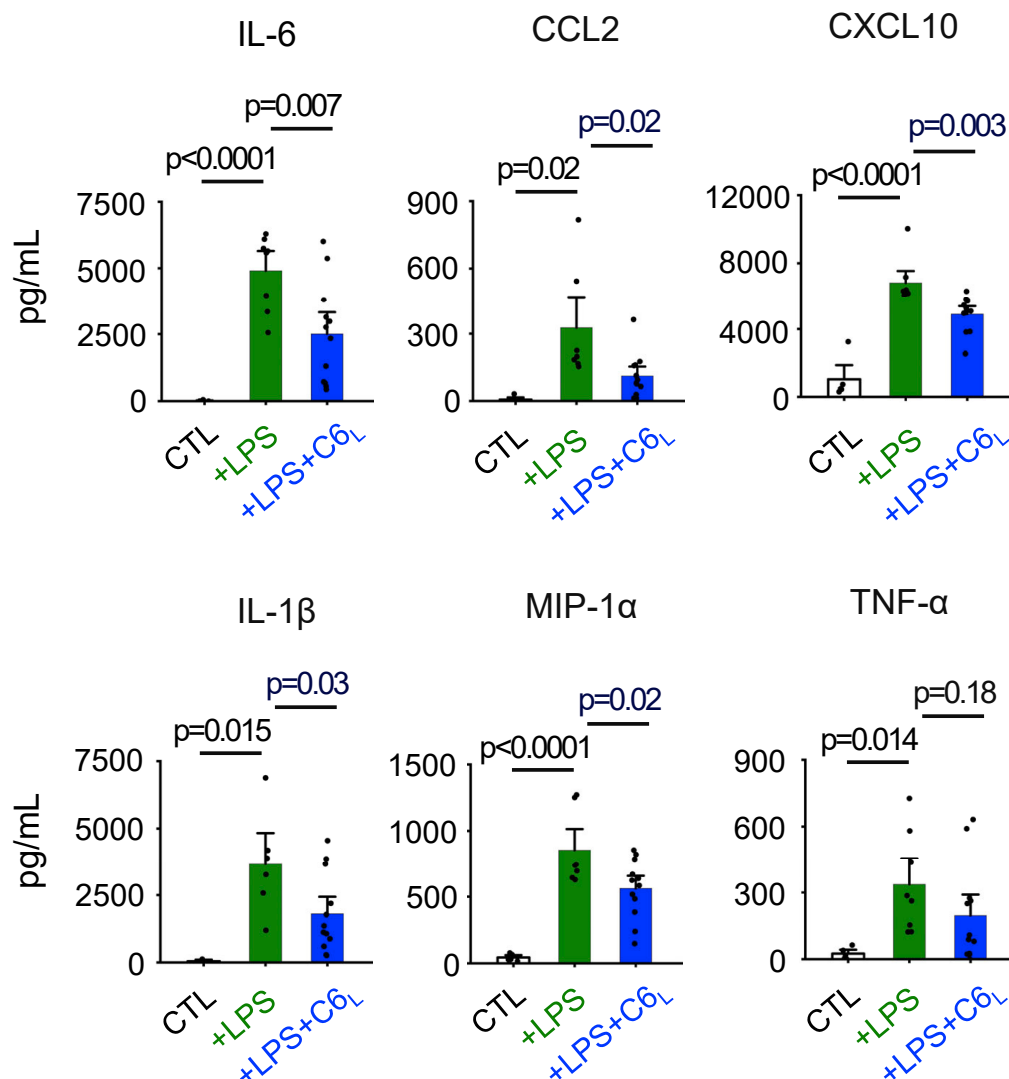 IL-6
p=0.007
p<0.0001
pg/mL
7500
5000
2500
0
CTL
+LPS
+LPS+C6L
CCL2
p=0.02
p=0.02
900
600
300
0
CTL
+LPS
+LPS+C6L
CXCL10
p=0.003
p<0.0001
12000
8000
4000
0
CTL
+LPS
+LPS+C6L
IL-1β
p=0.03
p=0.015
pg/mL
7500
5000
2500
0
CTL
+LPS
+LPS+C6L
MIP-1α
p=0.02
p<0.0001
1500
1000
500
0
CTL
+LPS
+LPS+C6L
TNF-α
p=0.18
p=0.014
900
600
300
0
CTL
+LPS
+LPS+C6L